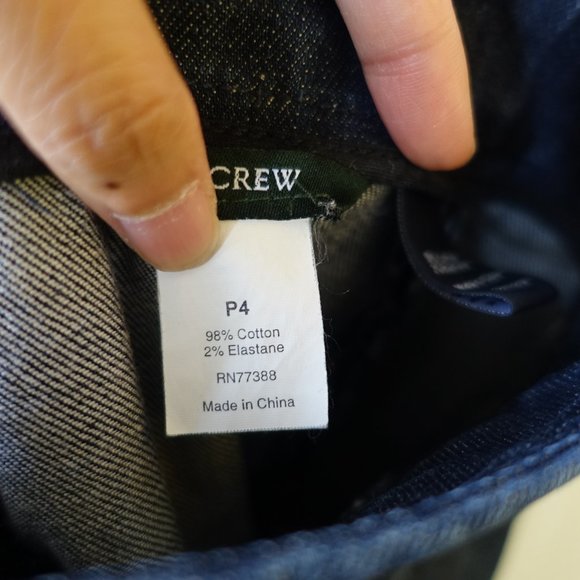 CREW
P4
98% Cotton
2% Elastane
RN77388
Made in China